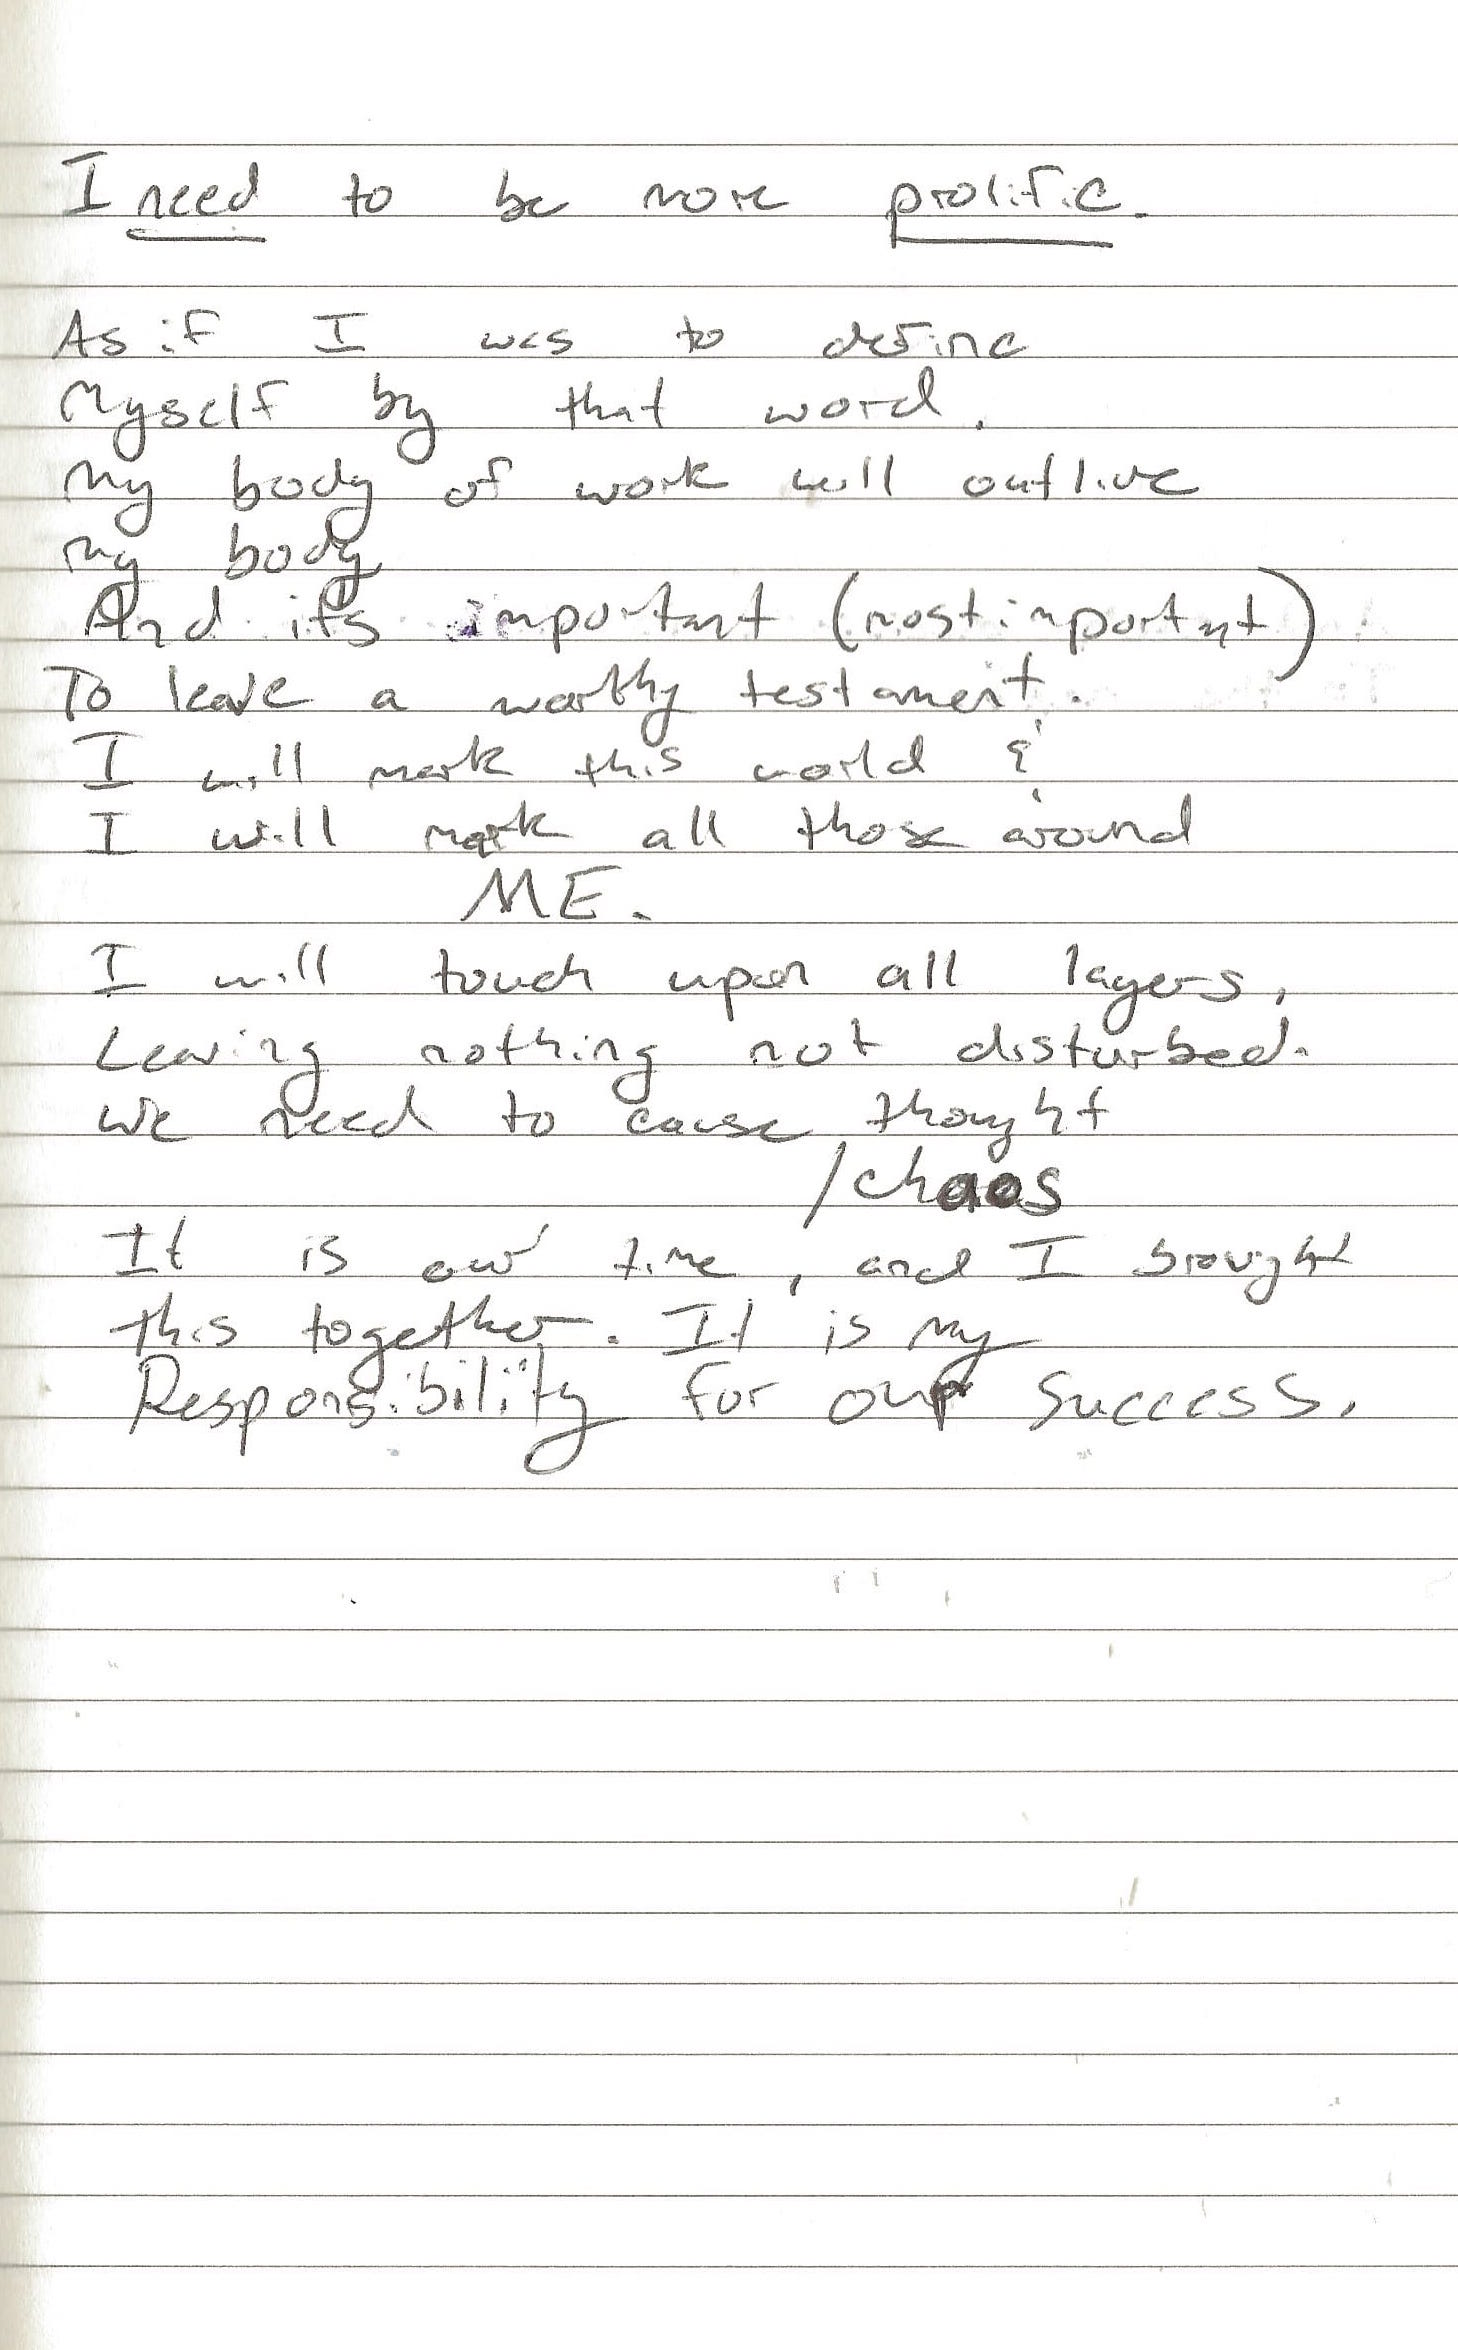 I need to be more prolific.
As if I was to define
Myself by that word.
My body of work will outlive
my body
And its important (most important)
To leave a worthy testament.
I will mark this world &
I will mark all those around
ME.
I will touch upon all layers,
Leaving nothing not disturbed.
We need to cause thought
/chaos
It is our time, and I brought
this together. It is my
Responsibility for our success.